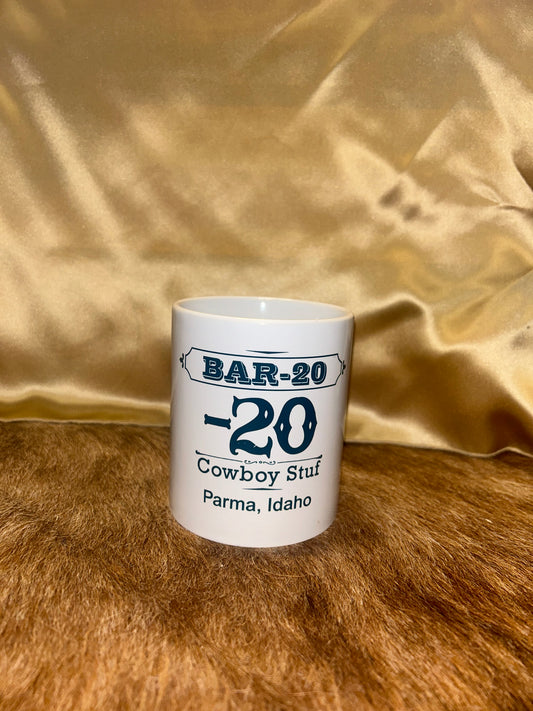 BAR-20
-20
Cowboy Stuf
Parma, Idaho